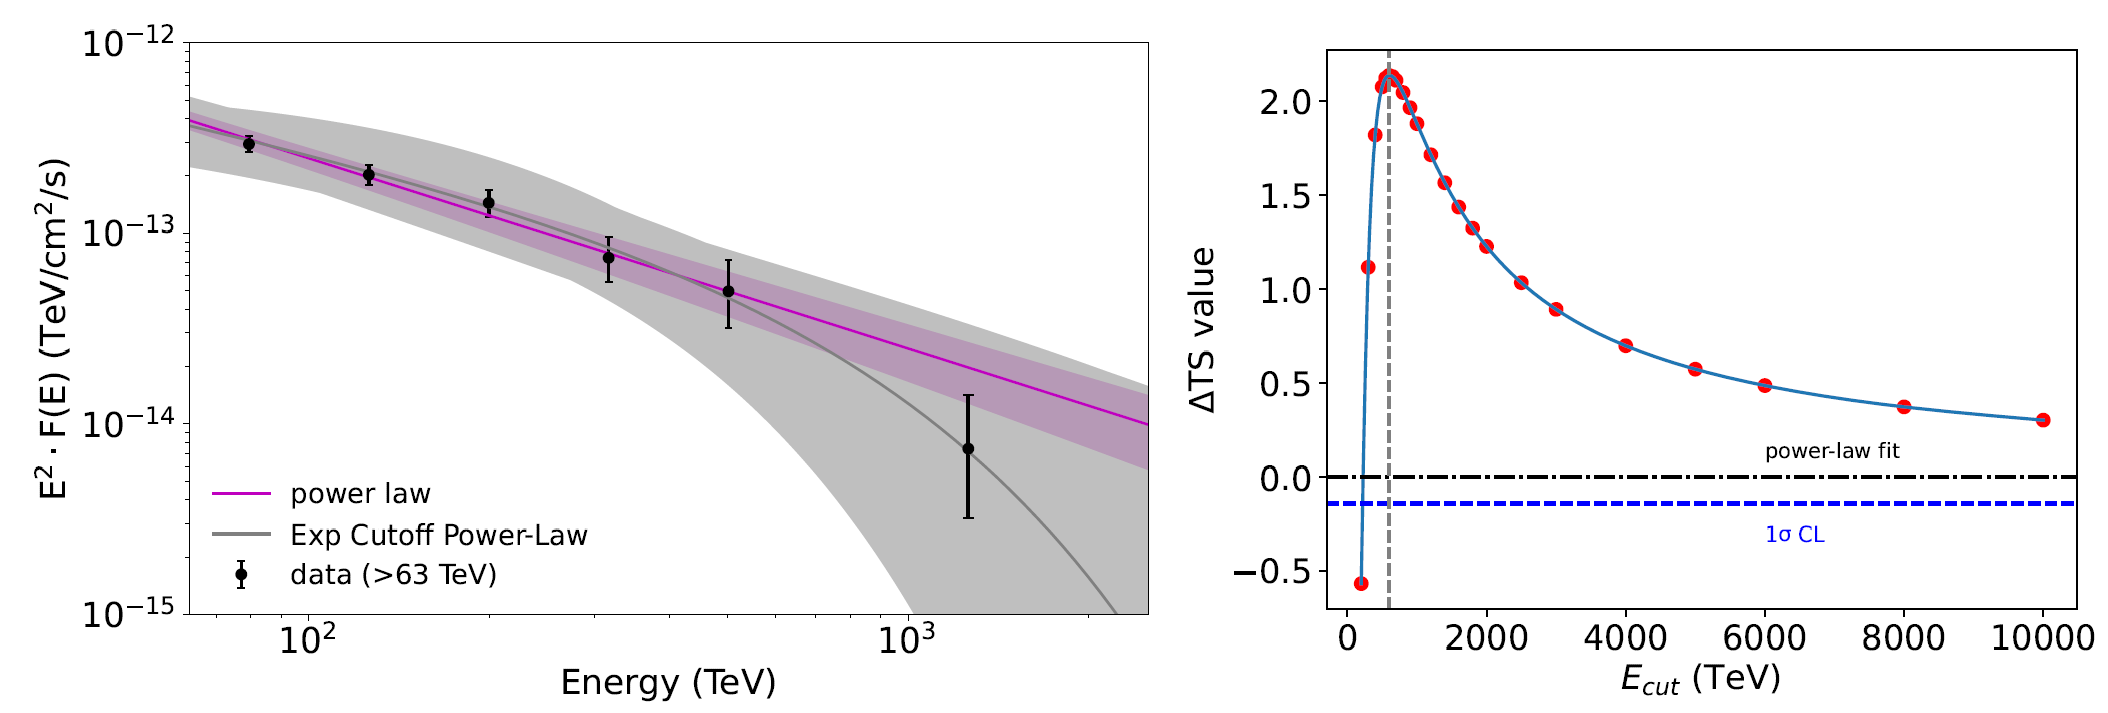 10⁻¹²
10⁻¹³
10⁻¹⁴
10⁻¹⁵
E² · F(E) (TeV/cm²/s)
power law
Exp Cutoff Power-Law
data (>63 TeV)
10²
10³
Energy (TeV)
2.0
1.5
1.0
0.5
0.0
−0.5
ΔTS value
power-law fit
1σ CL
0
2000
4000
6000
8000
10000
E_cut (TeV)